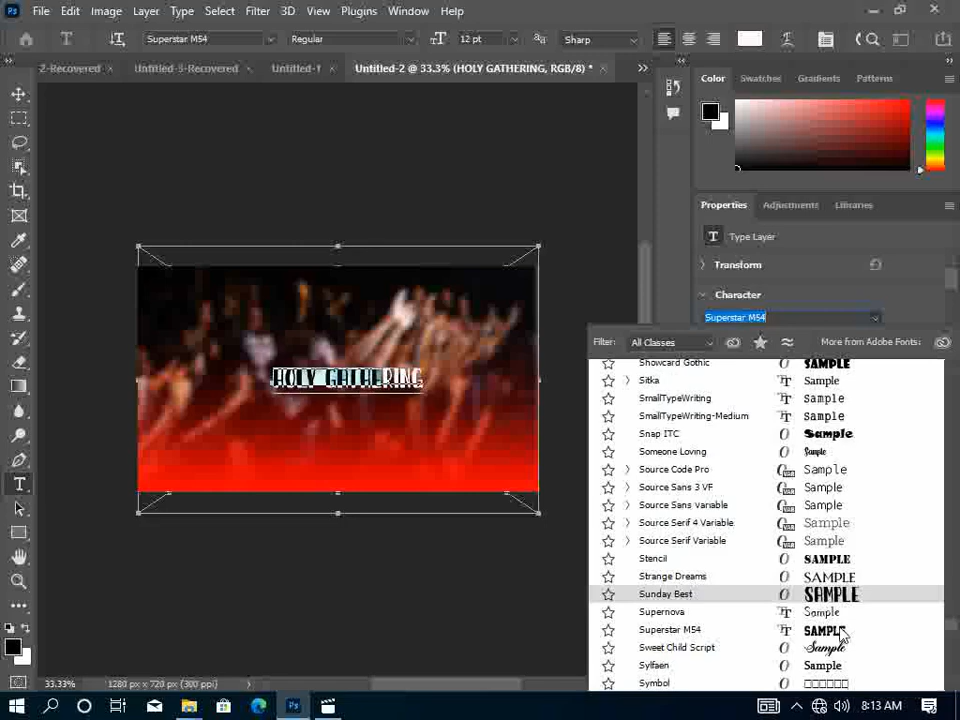 Ps File Edit Image Layer Type Select Filter 3D View Plugins Window Help
T Superstar M54 Regular 12 pt Sharp
2-Recovered Untitled-3-Recovered Untitled-1 Untitled-2 @ 33.3% (HOLY GATHERING, RGB/8) *
Color Swatches Gradients Patterns
Properties Adjustments Libraries
T Type Layer
Transform
Character
Superstar M54
Filter: All Classes More from Adobe Fonts:
HOLY GATHERING
Showcard Gothic SAMPLE
Sitka Sample
SmallTypeWriting Sample
SmallTypeWriting-Medium Sample
Snap ITC Sample
Someone Loving Sample
Source Code Pro Sample
Source Sans 3 VF Sample
Source Sans Variable Sample
Source Serif 4 Variable Sample
Source Serif Variable Sample
Stencil SAMPLE
Strange Dreams SAMPLE
Sunday Best SAMPLE
Supernova Sample
Superstar M54 SAMPLE
Sweet Child Script Sample
Sylfaen Sample
Symbol
33.33% 1280 px x 720 px (300 ppi)
Ps 8:13 AM